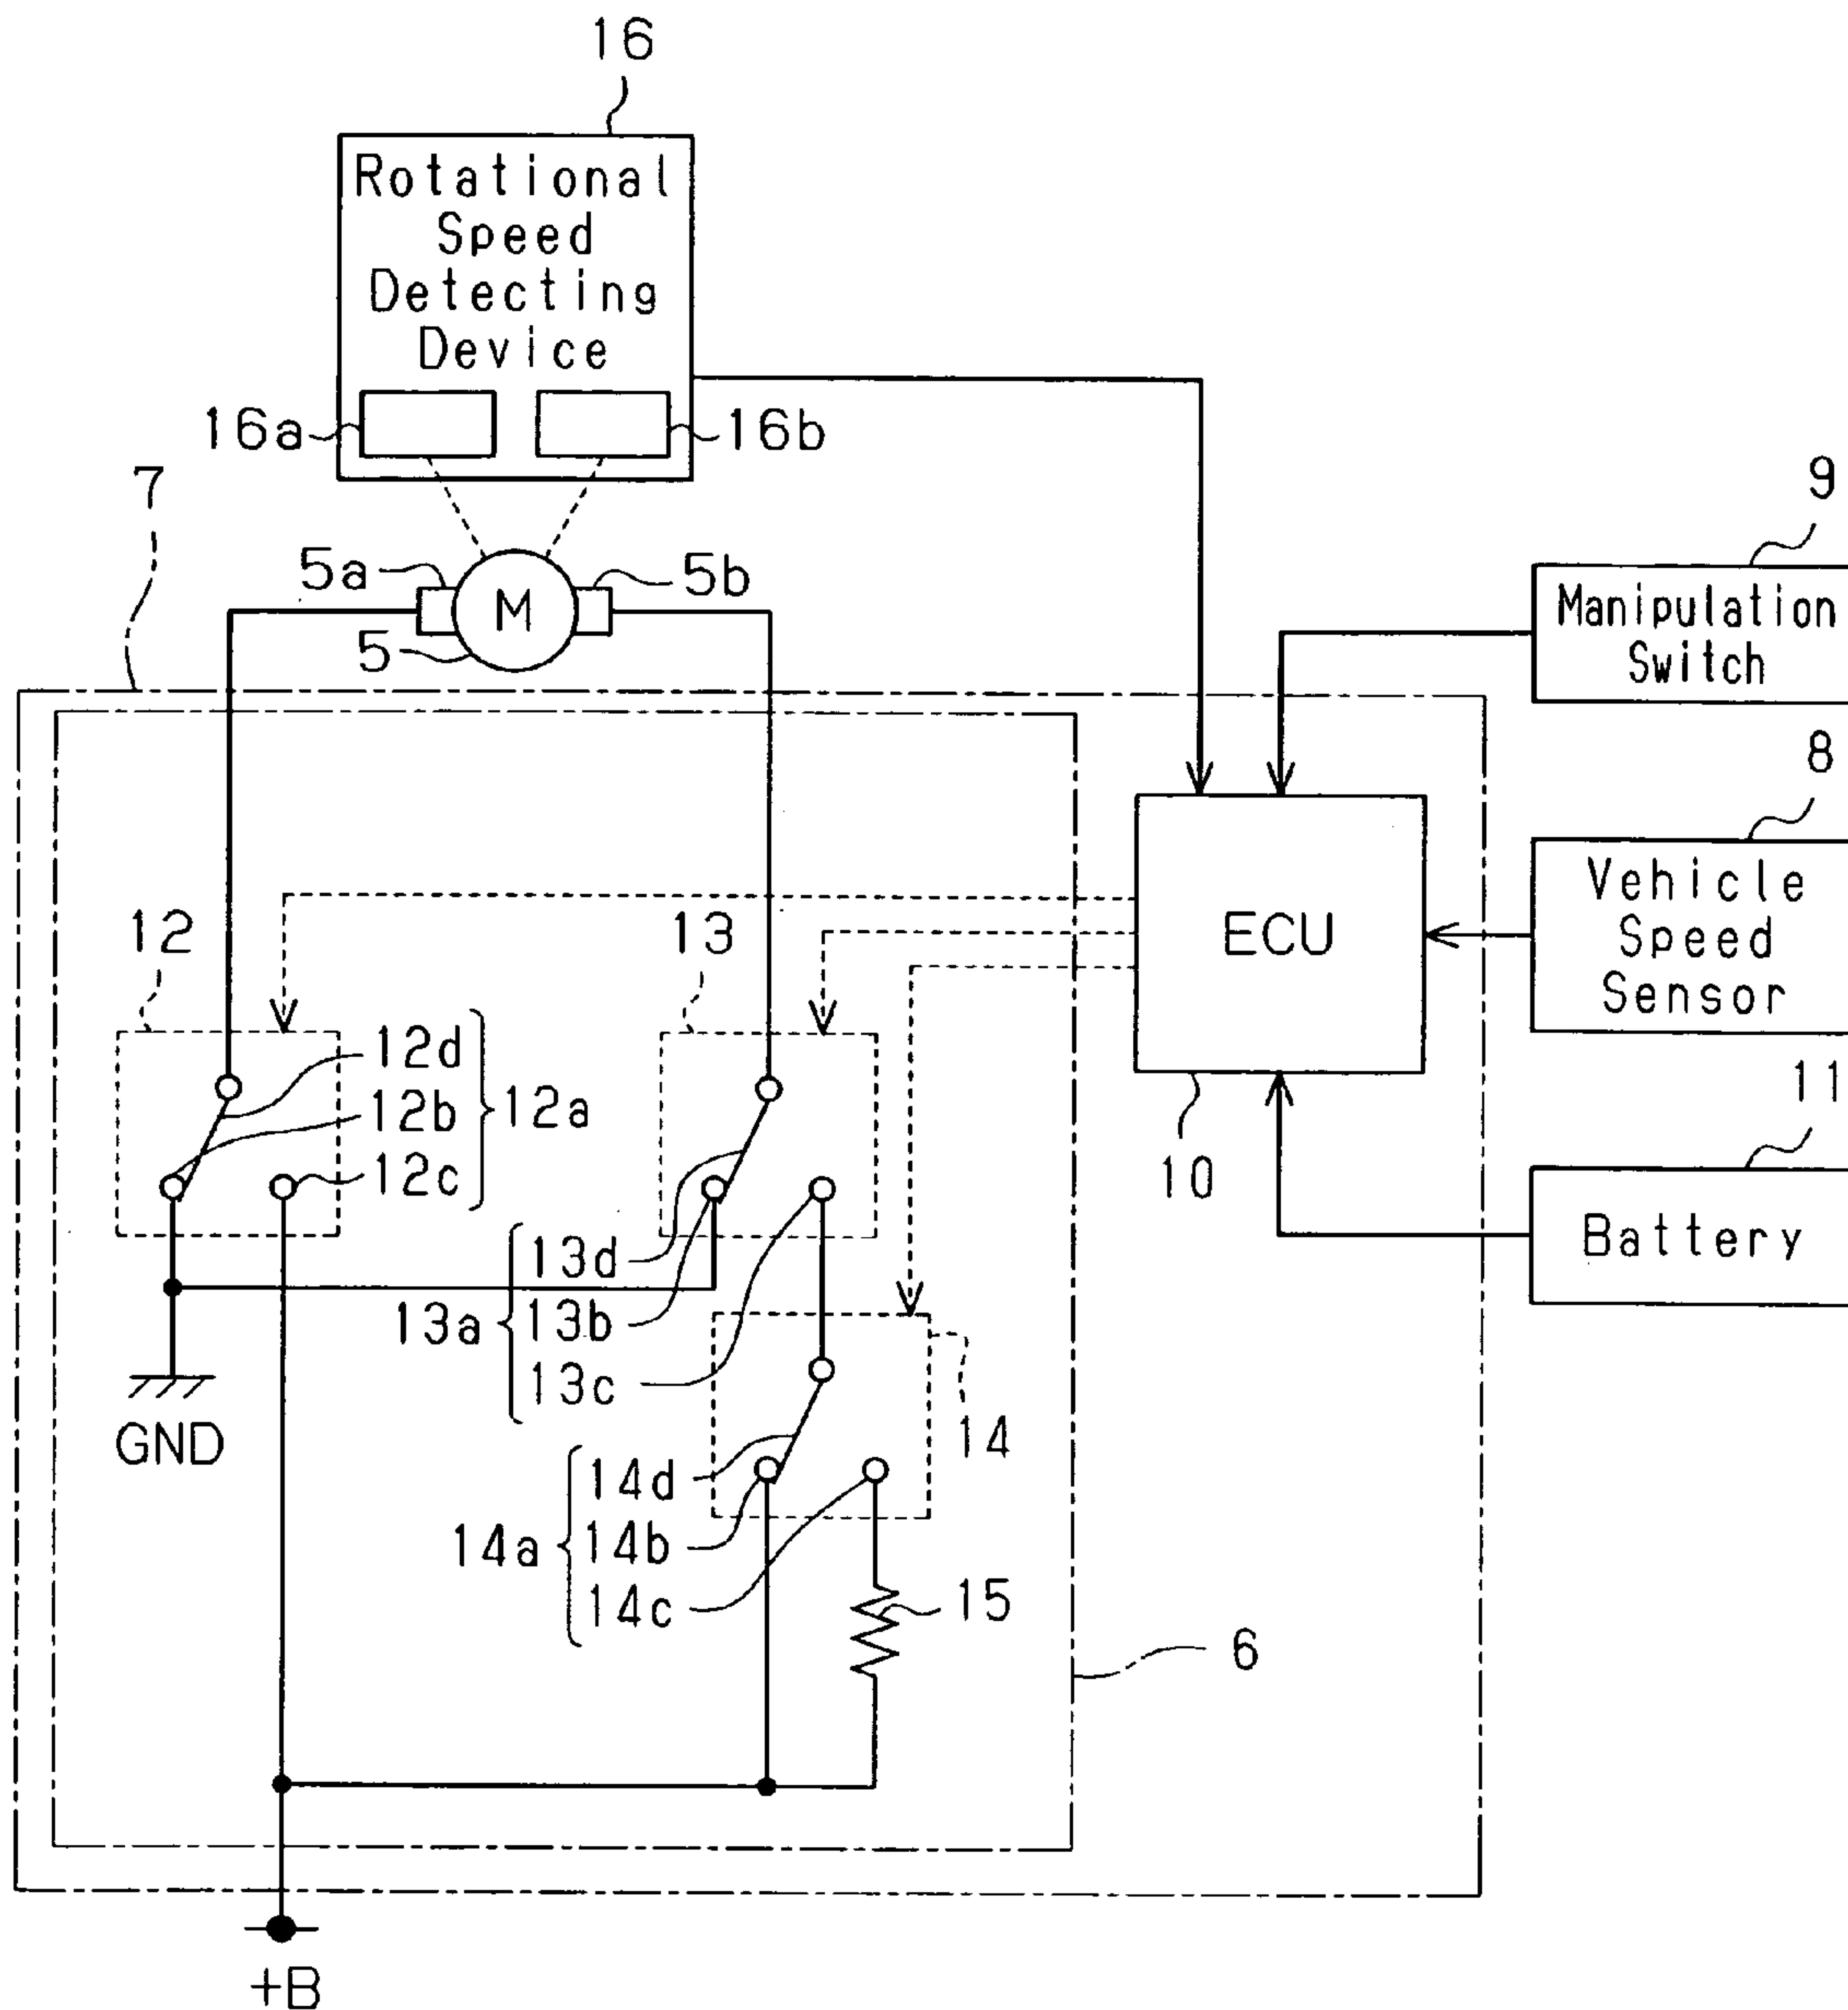 16
Rotational
Speed
Detecting
Device
16a
16b
7
9
5a
5b
M
5
Manipulation
Switch
8
12
13
ECU
Vehicle
Speed
Sensor
12d
12b
12a
12c
10
11
13d
13a
13b
13c
Battery
GND
14
14d
14a
14b
14c
15
6
+B